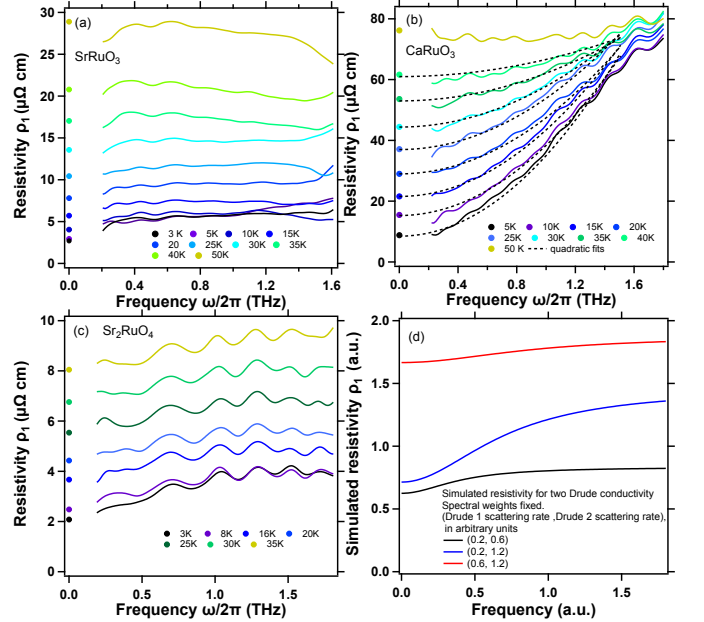 (a)
SrRuO3
Resistivity ρ1 (μΩ cm)
30
25
20
15
10
5
0
3 K 5K 10K 15K
20 25K 30K 35K
40K 50K
0.0 0.4 0.8 1.2 1.6
Frequency ω/2π (THz)
(b)
CaRuO3
Resistivity ρ1 (μΩ cm)
80
60
40
20
0
5K 10K 15K 20K
25K 30K 35K 40K
50 K quadratic fits
0.0 0.4 0.8 1.2 1.6
Frequency ω/2π (THz)
(c) Sr2RuO4
Resistivity ρ1 (μΩ cm)
10
8
6
4
2
0
3K 8K 16K 20K
25K 30K 35K
0.0 0.5 1.0 1.5
Frequency ω/2π (THz)
(d)
Simulated resistivity ρ1 (a.u.)
2.0
1.5
1.0
0.5
0.0
Simulated resistivity for two Drude conductivity
Spectral weights fixed.
(Drude 1 scattering rate ,Drude 2 scattering rate),
in arbitrary units
(0.2, 0.6)
(0.2, 1.2)
(0.6, 1.2)
0.0 0.5 1.0 1.5
Frequency (a.u.)